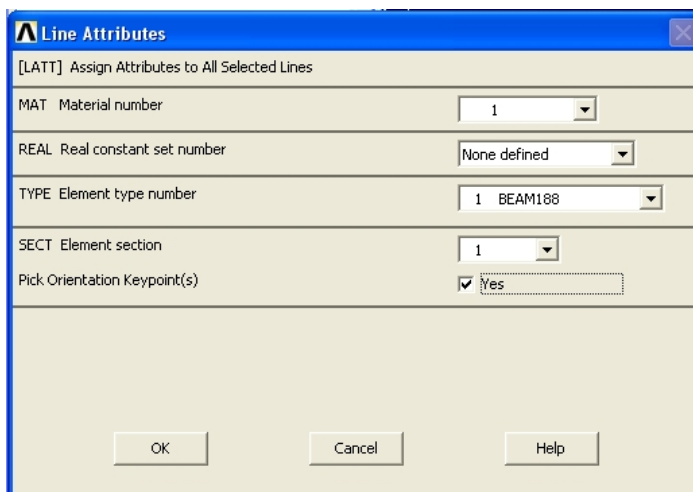 Line Attributes
[LATT] Assign Attributes to All Selected Lines
MAT Material number 1
REAL Real constant set number None defined
TYPE Element type number 1 BEAM188
SECT Element section 1
Pick Orientation Keypoint(s) Yes
OK Cancel Help